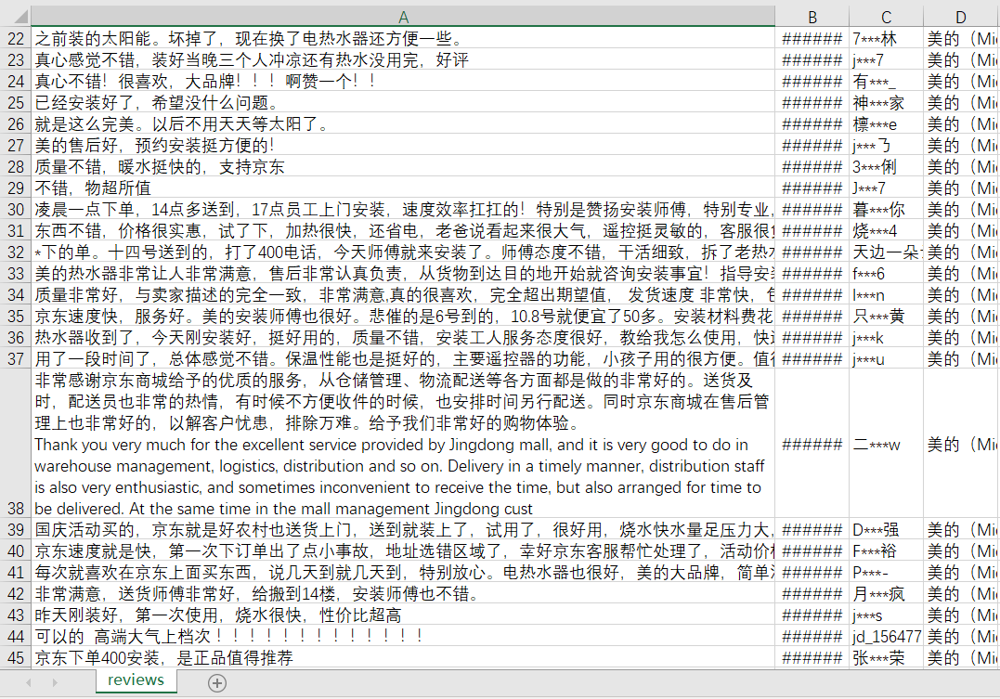 A B C D
22 之前装的太阳能。坏掉了，现在换了电热水器还方便一些。 ###### 7***林 美的（Mi
23 真心感觉不错，装好当晚三个人冲凉还有热水没用完，好评 ###### j***7 美的（Mi
24 真心不错！很喜欢，大品牌！！！啊赞一个！！ ###### 有***_ 美的（Mi
25 已经安装好了，希望没什么问题。 ###### 神***家 美的（Mi
26 就是这么完美。以后不用天天等太阳了。 ###### 檩***e 美的（Mi
27 美的售后好，预约安装挺方便的！ ###### j*** 美的（Mi
28 质量不错，暖水挺快的，支持京东 ###### 3***俐 美的（Mi
29 不错，物超所值 ###### J***7 美的（Mi
30 凌晨一点下单，14点多送到，17点员工上门安装，速度效率扛扛的！特别是赞扬安装师傅，特别专业, ###### 暮***你 美的（Mi
31 东西不错，价格很实惠，试了下，加热很快，还省电，老爸说看起来很大气，遥控挺灵敏的，客服很 ###### 烧***4 美的（Mi
32 *下的单。十四号送到的，打了400电话，今天师傅就来安装了。师傅态度不错，干活细致，拆了老热 ###### 天边一朵 美的（Mi
33 美的热水器非常让人非常满意，售后非常认真负责，从货物到达目的地开始就咨询安装事宜！指导安 ###### f***6 美的（Mi
34 质量非常好，与卖家描述的完全一致，非常满意,真的很喜欢，完全超出期望值， 发货速度 非常快， ###### l***n 美的（Mi
35 京东速度快，服务好。美的安装师傅也很好。悲催的是6号到的，10.8号就便宜了50多。安装材料费花 ###### 只***黄 美的（Mi
36 热水器收到了，今天刚安装好，挺好用的，质量不错，安装工人服务态度很好，教给我怎么使用，快 ###### j***k 美的（Mi
37 用了一段时间了，总体感觉不错。保温性能也是挺好的，主要遥控器的功能，小孩子用的很方便。值 ###### j***u 美的（Mi
非常感谢京东商城给予的优质的服务，从仓储管理、物流配送等各方面都是做的非常好的。送货及
时，配送员也非常的热情，有时候不方便收件的时候，也安排时间另行配送。同时京东商城在售后管
理上也非常好的，以解客户忧患，排除万难。给予我们非常好的购物体验。
Thank you very much for the excellent service provided by Jingdong mall, and it is very good to do in ###### 二***w 美的（Mi
warehouse management, logistics, distribution and so on. Delivery in a timely manner, distribution staff
is also very enthusiastic, and sometimes inconvenient to receive the time, but also arranged for time to
38 be delivered. At the same time in the mall management Jingdong cust
39 国庆活动买的，京东就是好农村也送货上门，送到就装上了，试用了，很好用，烧水快水量足压力大, ###### D***强 美的（Mi
40 京东速度就是快，第一次下订单出了点小事故，地址选错区域了，幸好京东客服帮忙处理了，活动价 ###### F***裕 美的（Mi
41 每次就喜欢在京东上面买东西，说几天到就几天到，特别放心。电热水器也很好，美的大品牌，简单 ###### P***- 美的（Mi
42 非常满意，送货师傅非常好，给搬到14楼，安装师傅也不错。 ###### 月***疯 美的（Mi
43 昨天刚装好，第一次使用，烧水很快，性价比超高 ###### j***s 美的（Mi
44 可以的 高端大气上档次！！！！！！！！！！！！！ ###### jd_156477 美的（Mi
45 京东下单400安装，是正品值得推荐 ###### 张***荣 美的（Mi
reviews